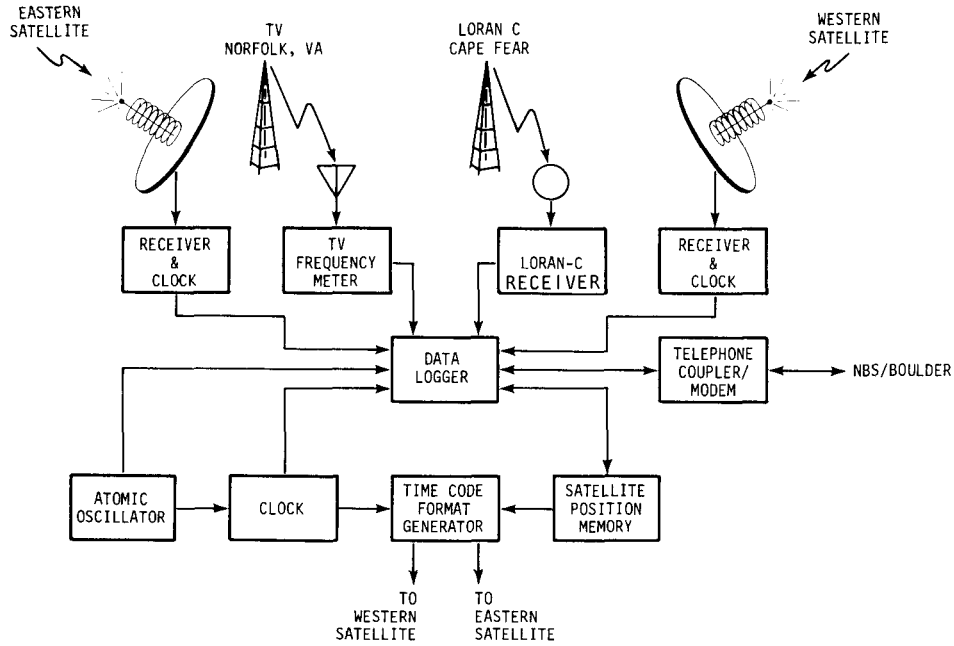 EASTERN
SATELLITE
TV
NORFOLK, VA
LORAN C
CAPE FEAR
WESTERN
SATELLITE
RECEIVER
&
CLOCK
TV
FREQUENCY
METER
LORAN-C
RECEIVER
RECEIVER
&
CLOCK
DATA
LOGGER
TELEPHONE
COUPLER/
MODEM
NBS/BOULDER
ATOMIC
OSCILLATOR
CLOCK
TIME CODE
FORMAT
GENERATOR
SATELLITE
POSITION
MEMORY
TO
WESTERN
SATELLITE
TO
EASTERN
SATELLITE